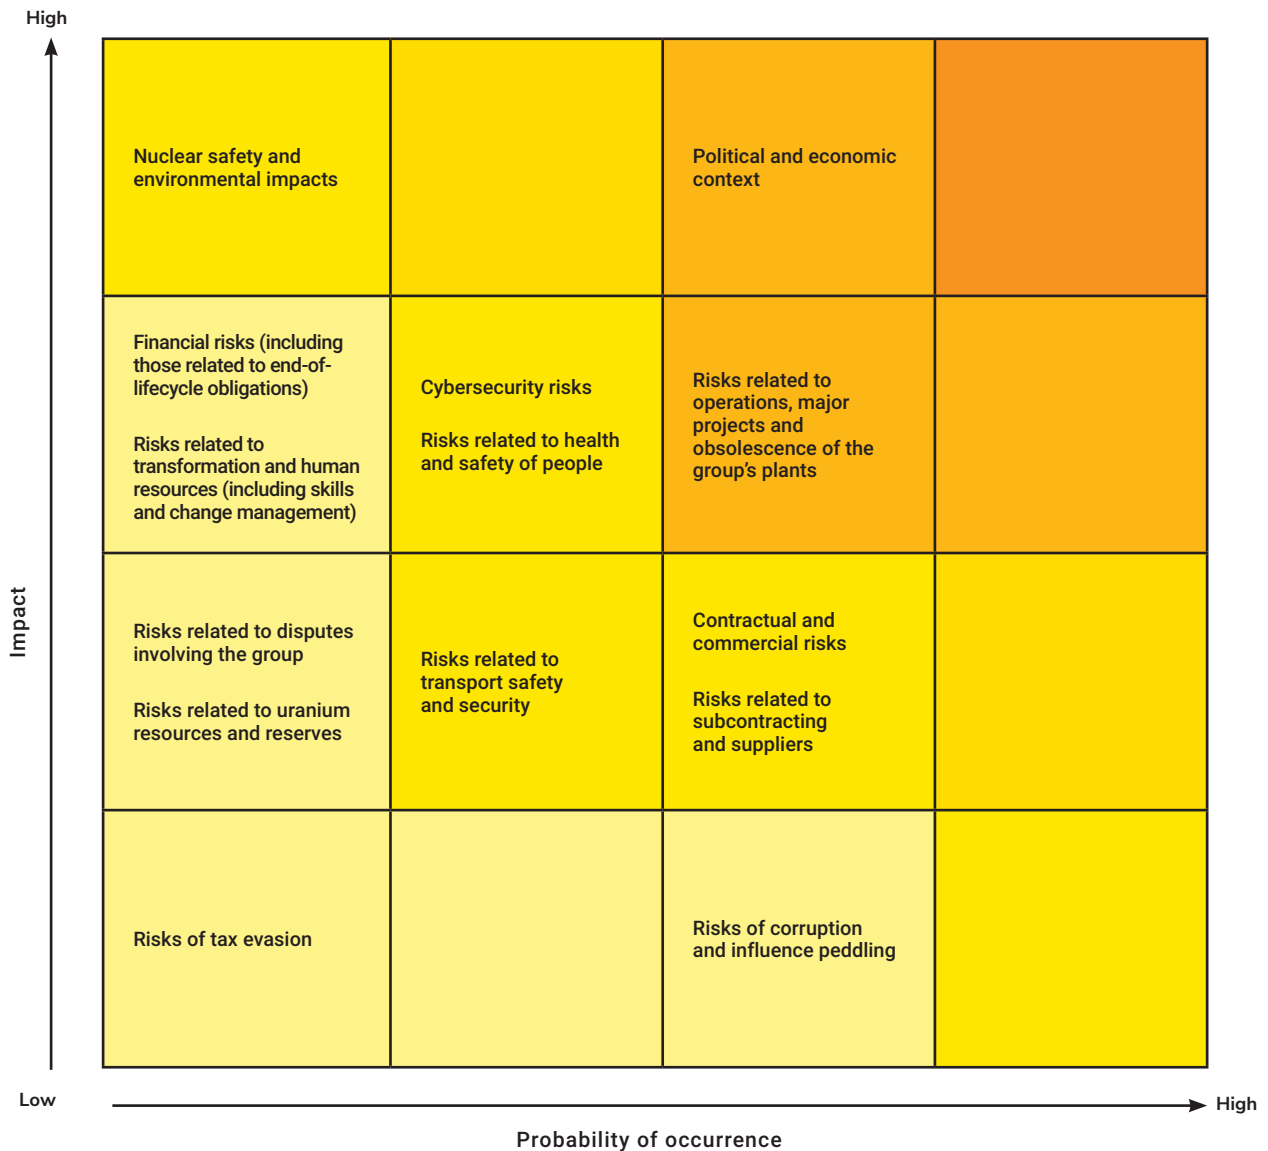 High
Nuclear safety and
environmental impacts
Political and economic
context
Financial risks (including
those related to end-of-
lifecycle obligations)
Risks related to
transformation and human
resources (including skills
and change management)
Cybersecurity risks
Risks related to health
and safety of people
Risks related to
operations, major
projects and
obsolescence of the
group's plants
Impact
Risks related to disputes
involving the group
Risks related to uranium
resources and reserves
Risks related to
transport safety
and security
Contractual and
commercial risks
Risks related to
subcontracting
and suppliers
Risks of tax evasion
Risks of corruption
and influence peddling
Low
High
Probability of occurrence